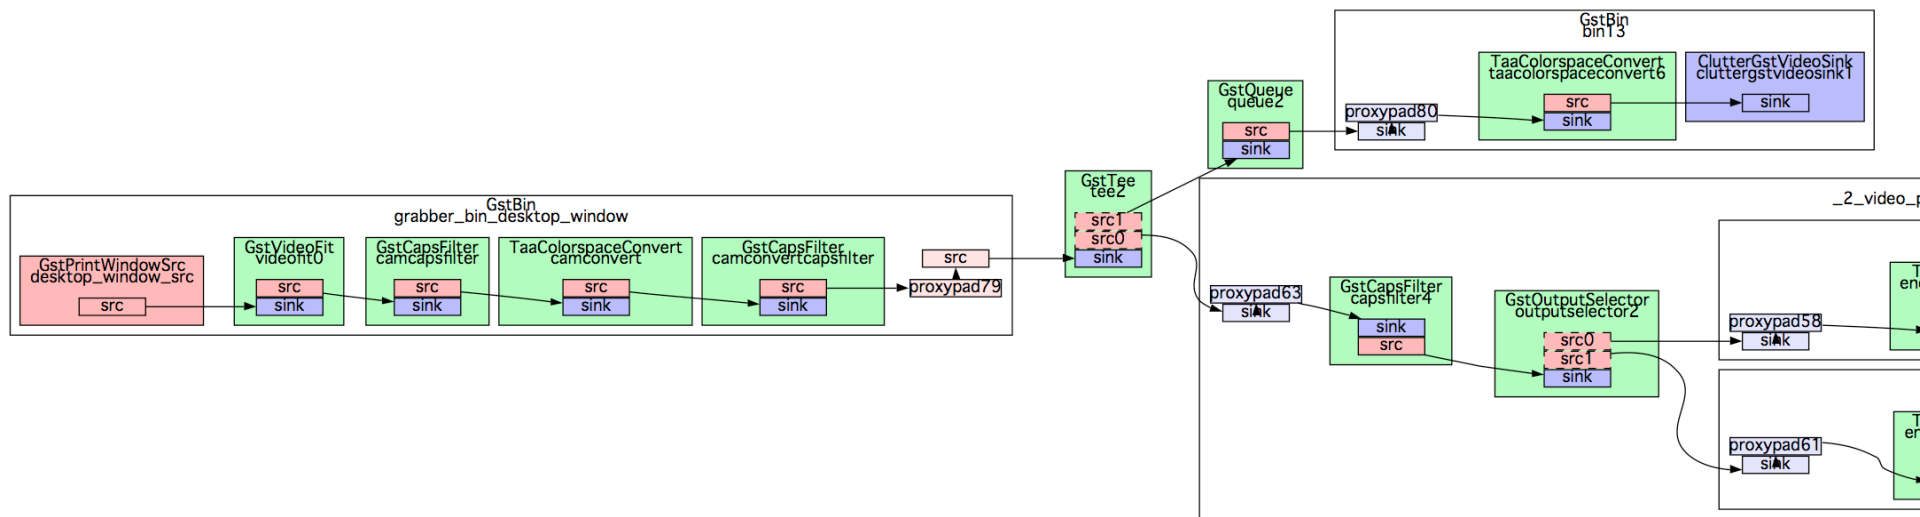 GstBin
grabber_bin_desktop_window
GstPrintWindowSrc
desktop_window_src
src
GstVideoFit
videofit0
src
sink
GstCapsFilter
camcapsfilter
src
sink
TaaColorspaceConvert
camconvert
src
sink
GstCapsFilter
camconvertcapsfilter
src
sink
src
proxypad79
GstTee
tee2
src1
src0
sink
GstQueue
queue2
src
sink
GstBin
bin13
proxypad80
sink
TaaColorspaceConvert
taacolorspaceconvert6
src
sink
ClutterGstVideoSink
cluttergstvideosink1
sink
_2_video_p
proxypad63
sink
GstCapsFilter
capsfilter4
sink
src
GstOutputSelector
outputselector2
src0
src1
sink
proxypad58
sink
T
en
proxypad61
sink
T
en